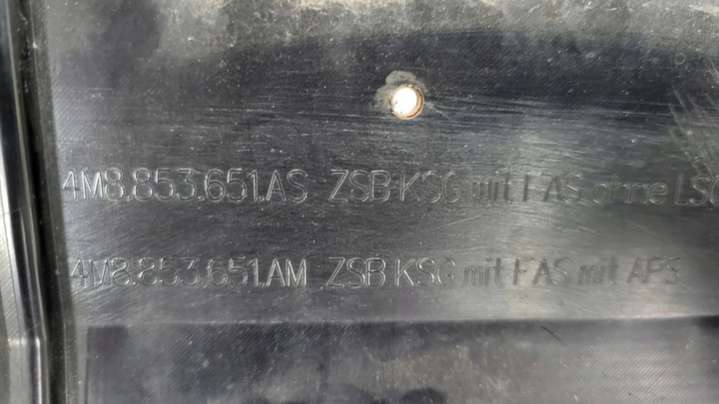 4M8.853.651.AS ZSB KSG mit FAS ohne
4M8.853.651.AM ZSB KSG mit FAS mit APS